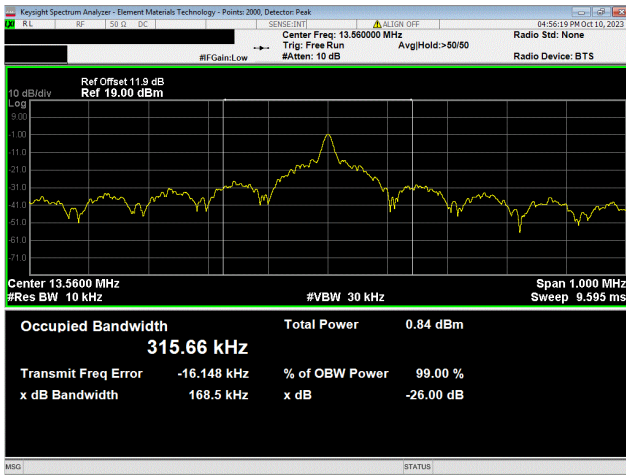 Keysight Spectrum Analyzer - Element Materials Technology - Points: 2000, Detector: Peak
LXI RL RF 50 Ω DC SENSE:INT ALIGN OFF 04:56:19 PM Oct 10, 2023
Center Freq: 13.560000 MHz Radio Std: None
Trig: Free Run Avg|Hold:>50/50
#IFGain:Low #Atten: 10 dB Radio Device: BTS
Ref Offset 11.9 dB
10 dB/div Ref 19.00 dBm
Log
9.00
-1.00
-11.0
-21.0
-31.0
-41.0
-51.0
-61.0
-71.0
Center 13.5600 MHz Span 1.000 MHz
#Res BW 10 kHz #VBW 30 kHz Sweep 9.595 ms
Occupied Bandwidth Total Power 0.84 dBm
315.66 kHz
Transmit Freq Error -16.148 kHz % of OBW Power 99.00 %
x dB Bandwidth 168.5 kHz x dB -26.00 dB
MSG STATUS